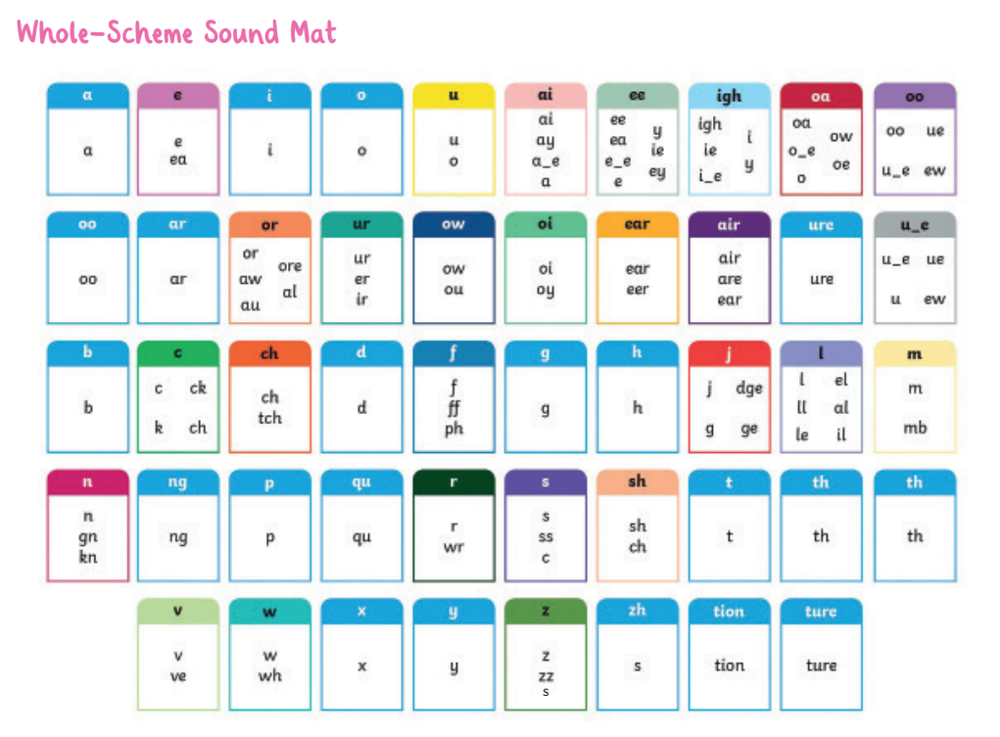 Whole-Scheme Sound Mat
a
a
e
e
ea
i
i
o
o
u
u
o
ai
ai
ay
a_e
a
ee
ee
ea
e_e
e
y
ie
ey
igh
igh
ie
i_e
i
y
oa
oa
o_e
o
ow
oe
oo
oo ue
u_e ew
oo
oo
ar
ar
or
or
aw
au
ore
al
ur
ur
er
ir
ow
ow
ou
oi
oi
oy
ear
ear
eer
air
air
are
ear
ure
ure
u_e
u_e ue
u ew
b
b
c
c ck
k ch
ch
ch
tch
d
d
f
f
ff
ph
g
g
h
h
j
j dge
g ge
l
l el
ll al
le il
m
m
mb
n
n
gn
kn
ng
ng
p
p
qu
qu
r
r
wr
s
s
ss
c
sh
sh
ch
t
t
th
th
th
th
v
v
ve
w
w
wh
x
x
y
y
z
z
zz
s
zh
s
tion
tion
ture
ture